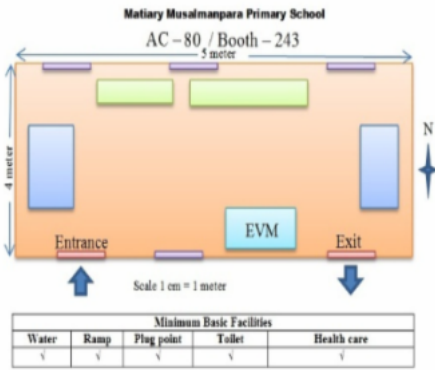 Matiary Musalmanpara Primary School
AC – 80 / Booth – 243
5 meter
4 meter
N
EVM
Entrance
Exit
Scale 1 cm = 1 meter
Minimum Basic Facilities
Water Ramp Plug point Toilet Health care
√ √ √ √ √